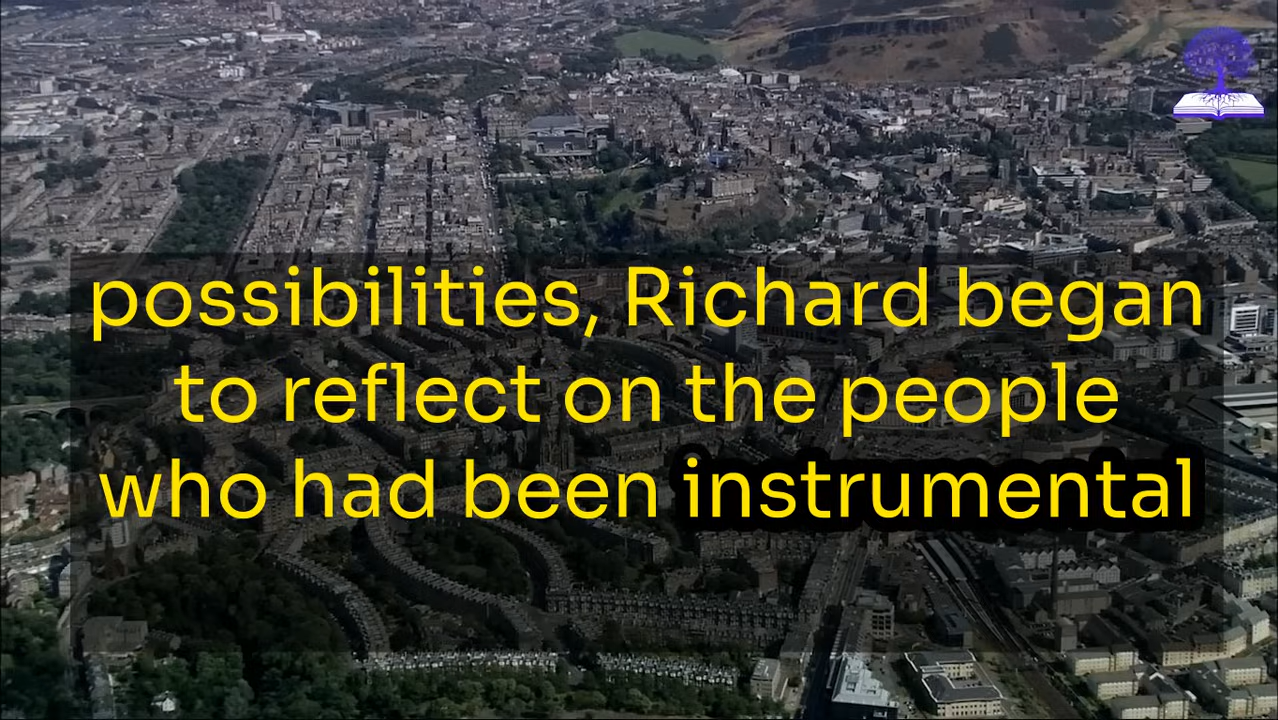 possibilities, Richard began
to reflect on the people
who had been instrumental